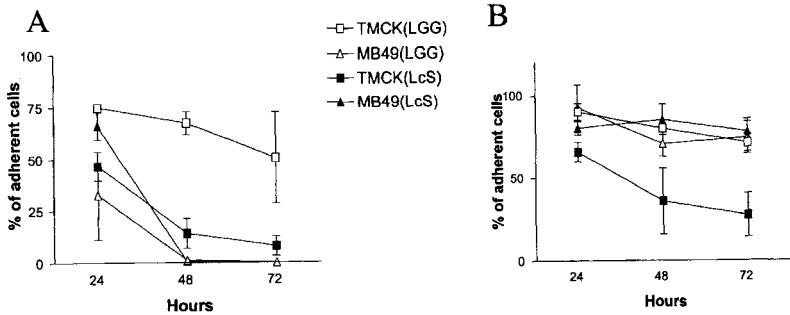 A
% of adherent cells
100
75
50
25
0
24 48 72
Hours
TMCK(LGG)
MB49(LGG)
TMCK(LcS)
MB49(LcS)
B
% of adherent cells
100
50
0
24 48 72
Hours